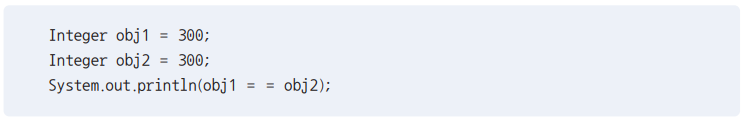 Integer obj1 = 300;
Integer obj2 = 300;
System.out.println(obj1 = = obj2);